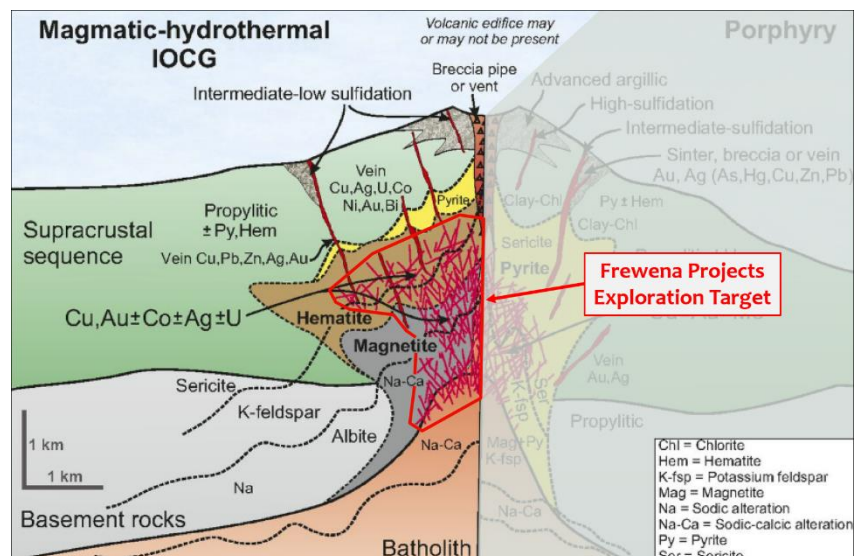 Magmatic-hydrothermal
IOCG
Volcanic edifice may
or may not be present
Porphyry
Breccia pipe
or vent
Intermediate-low sulfidation
Advanced argillic
High-sulfidation
Intermediate-sulfidation
Sinter, breccia or vein
Au, Ag (As,Hg,Cu,Zn,Pb)
Vein
Cu,Ag,U,Co
Ni,Au,Bi
Pyrite
Clay-Chl
Py ± Hem
Clay-Chl
Propylitic
±Py,Hem
Supracrustal
sequence
Vein Cu,Pb,Zn,Ag,Au
Sericite
Pyrite
Frewena Projects
Exploration Target
Cu,Au±Co±Ag±U
Hematite
Magnetite
Vein
Au,Ag
Sericite
Na-Ca
K-fsp
Ser
K-feldspar
Propylitic
Albite
Na-Ca
Mag+Py
K-fsp
1 km
1 km
Na
Na-Ca
Basement rocks
Batholith
Chl = Chlorite
Hem = Hematite
K-fsp = Potassium feldspar
Mag = Magnetite
Na = Sodic alteration
Na-Ca = Sodic-calcic alteration
Py = Pyrite
Ser = Sericite